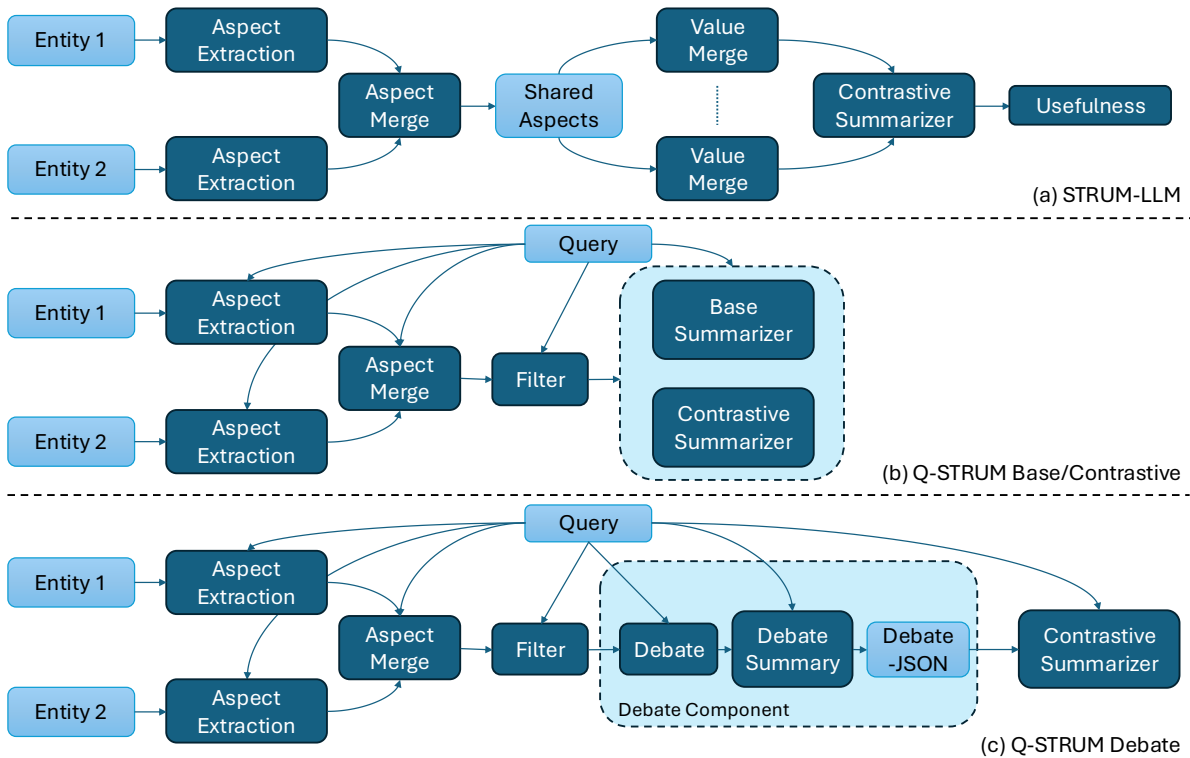 Entity 1
Aspect
Extraction
Entity 2
Aspect
Extraction
Aspect
Merge
Shared
Aspects
Value
Merge
Value
Merge
Contrastive
Summarizer
Usefulness
(a) STRUM-LLM
Query
Entity 1
Aspect
Extraction
Entity 2
Aspect
Extraction
Aspect
Merge
Filter
Base
Summarizer
Contrastive
Summarizer
(b) Q-STRUM Base/Contrastive
Query
Entity 1
Aspect
Extraction
Entity 2
Aspect
Extraction
Aspect
Merge
Filter
Debate
Debate
Summary
Debate
-JSON
Debate Component
Contrastive
Summarizer
(c) Q-STRUM Debate